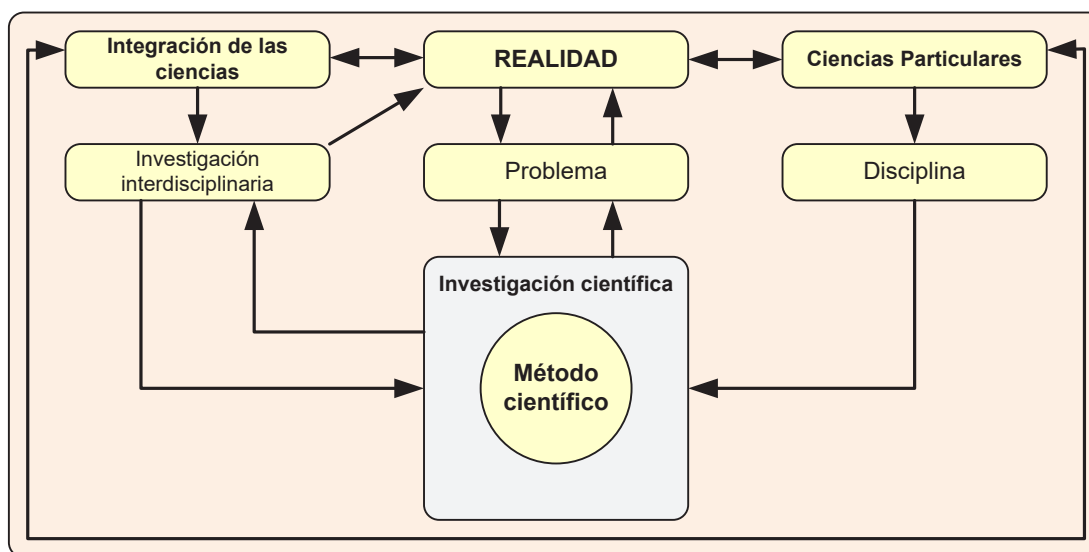 Integración de las
ciencias
REALIDAD
Ciencias Particulares
Investigación
interdisciplinaria
Problema
Disciplina
Investigación científica
Método
científico